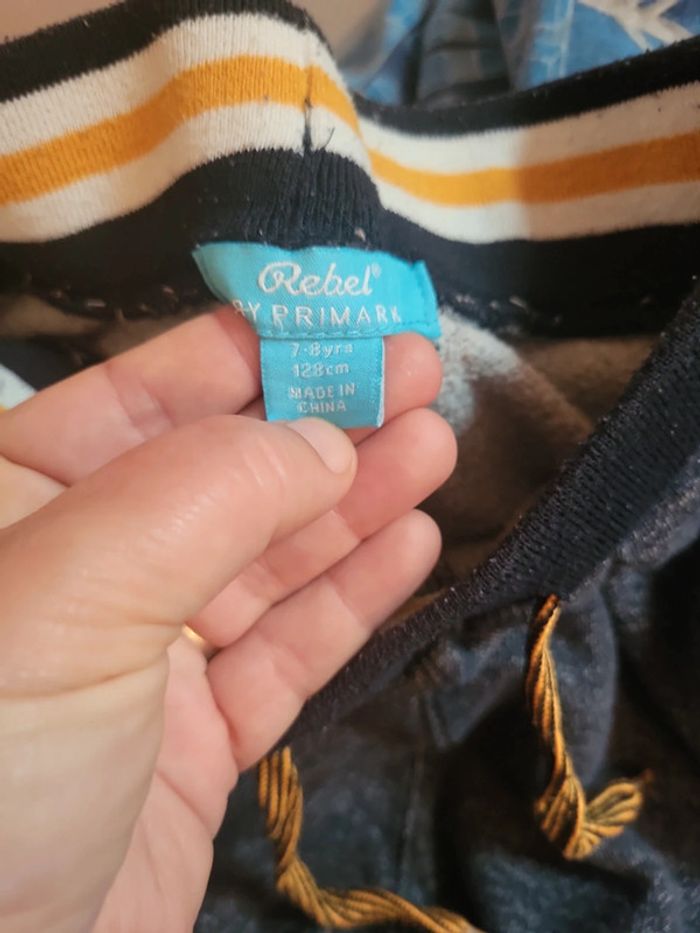 Rebel®
BY PRIMARK
7-8yrs
128cm
MADE IN
CHINA